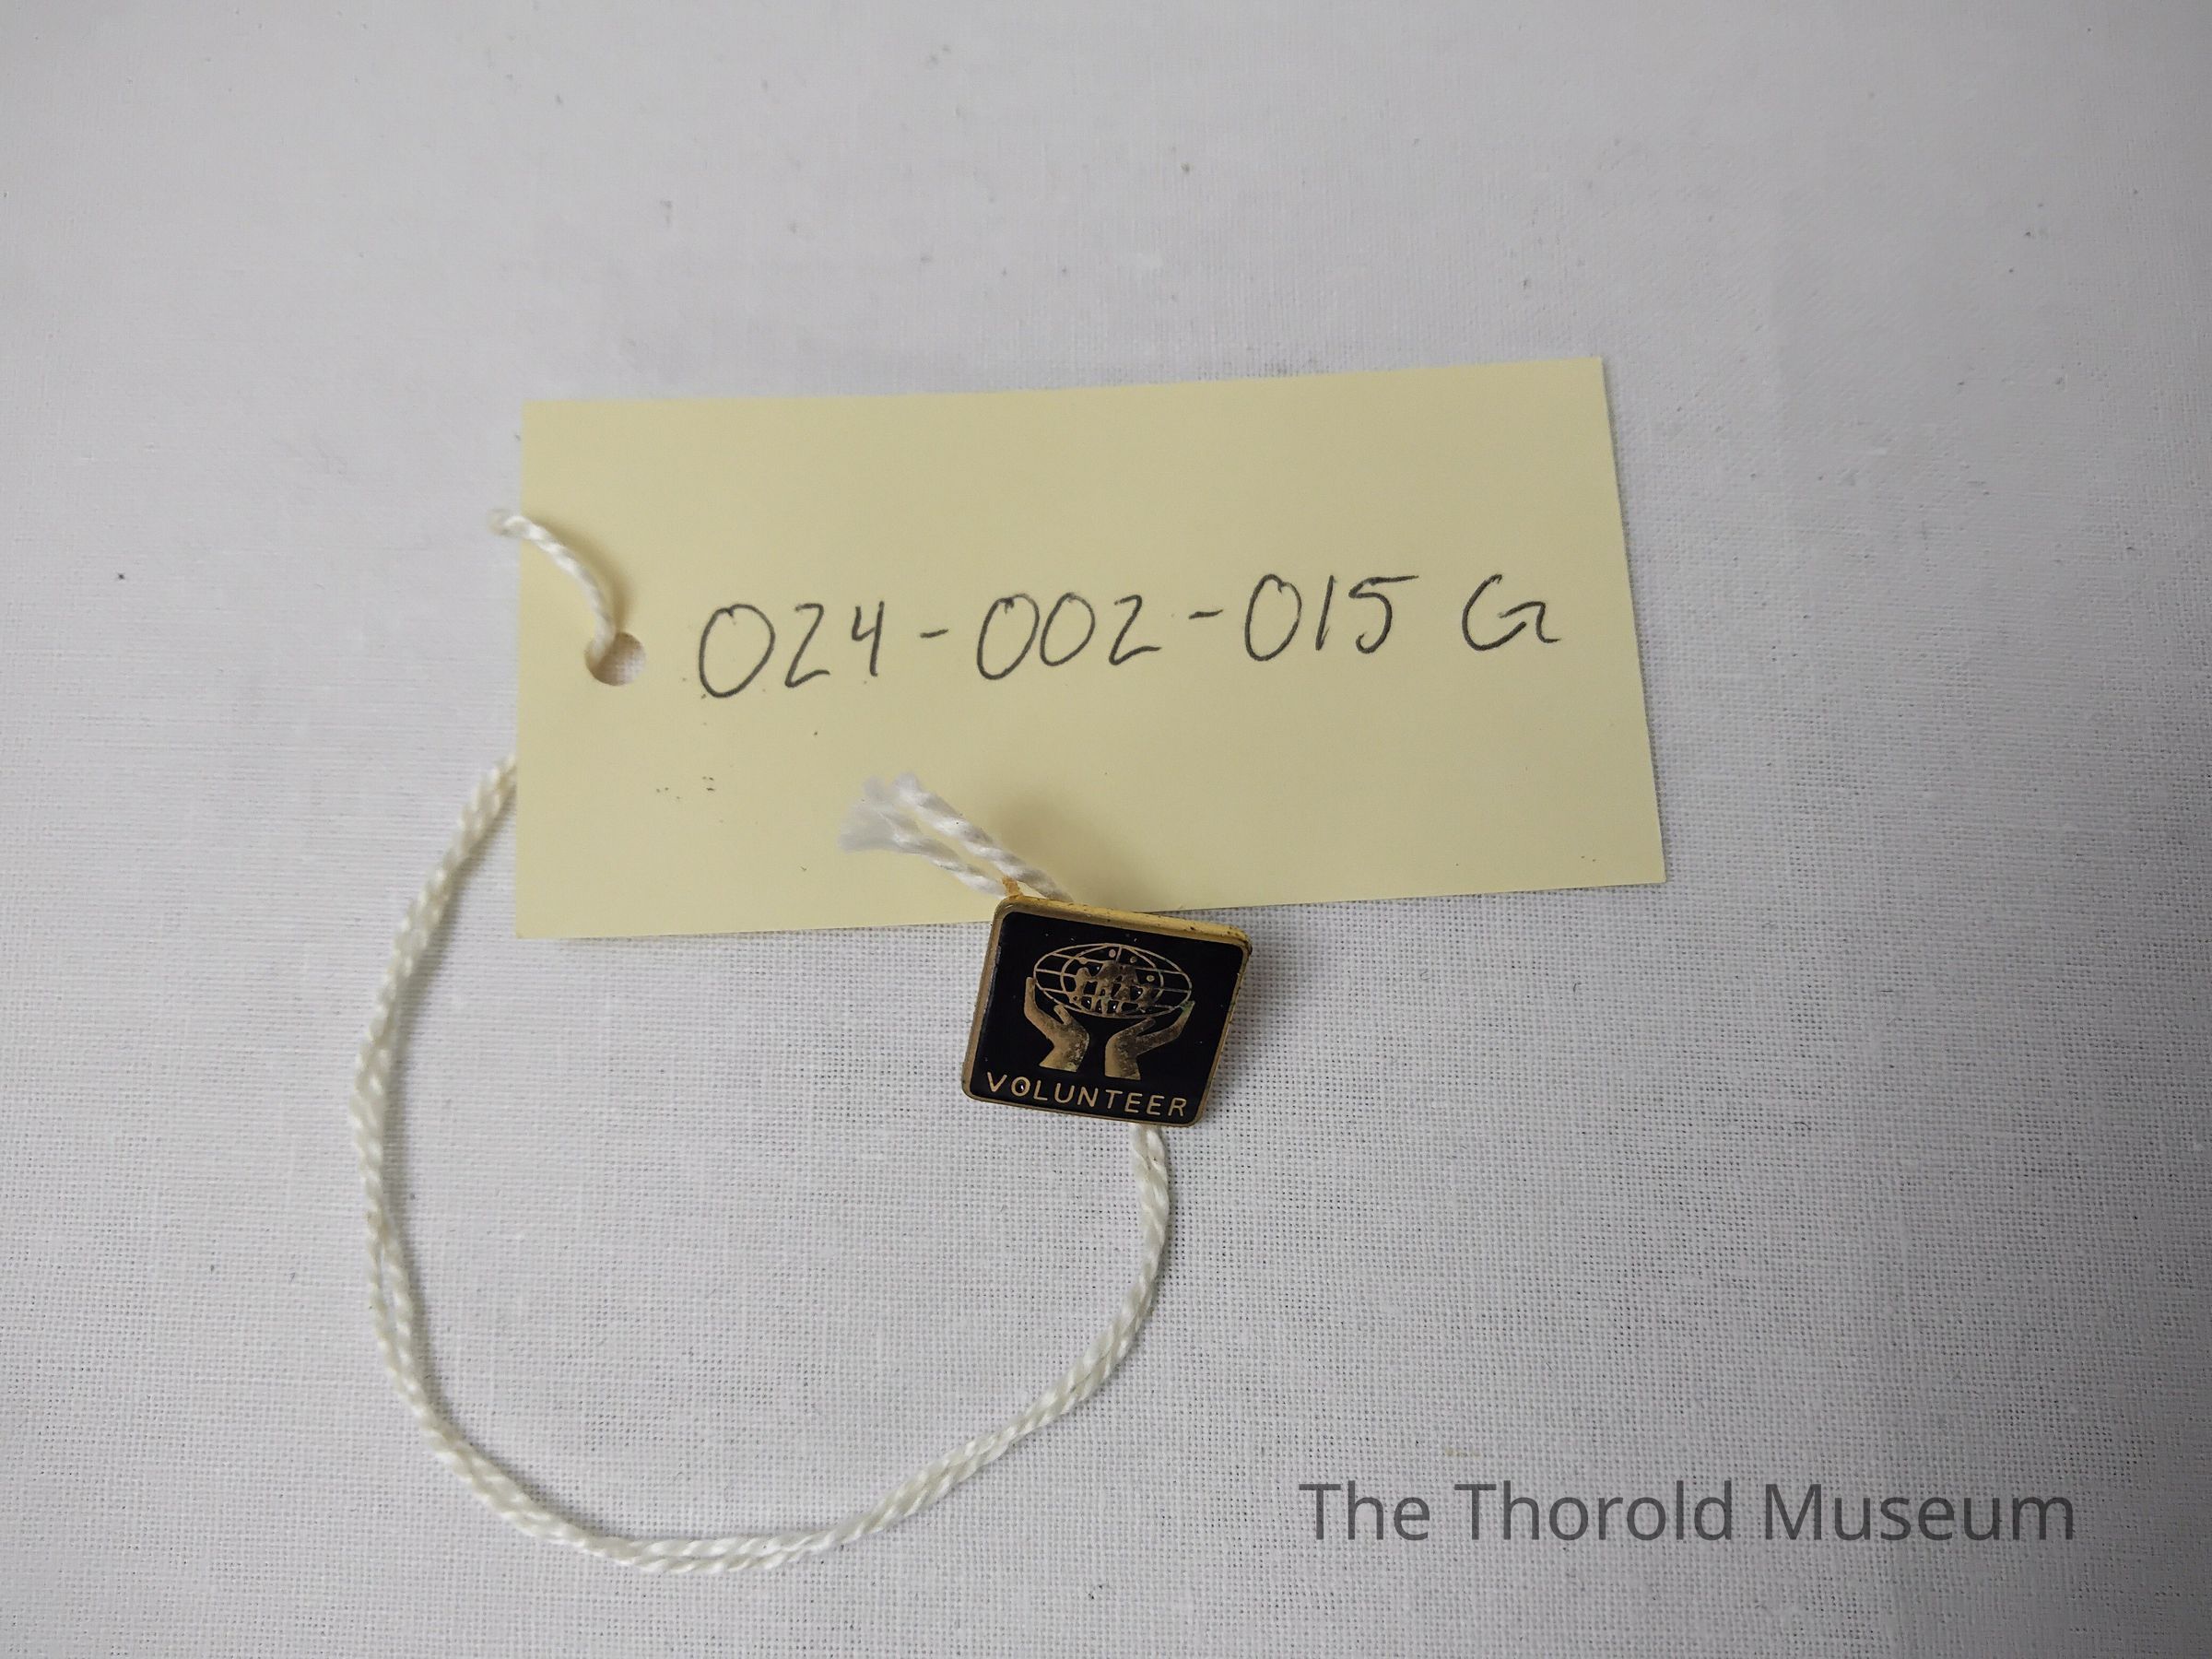 024-002-015 G
VOLUNTEER
The Thorold Museum